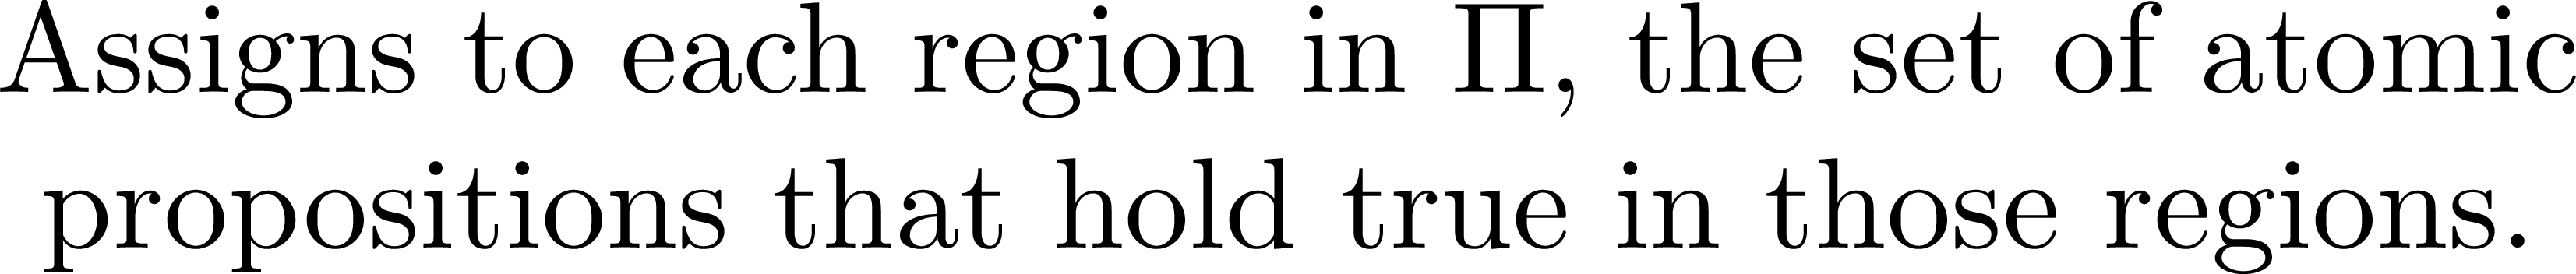 Assigns to each region in Π, the set of atomic
propositions that hold true in those regions.